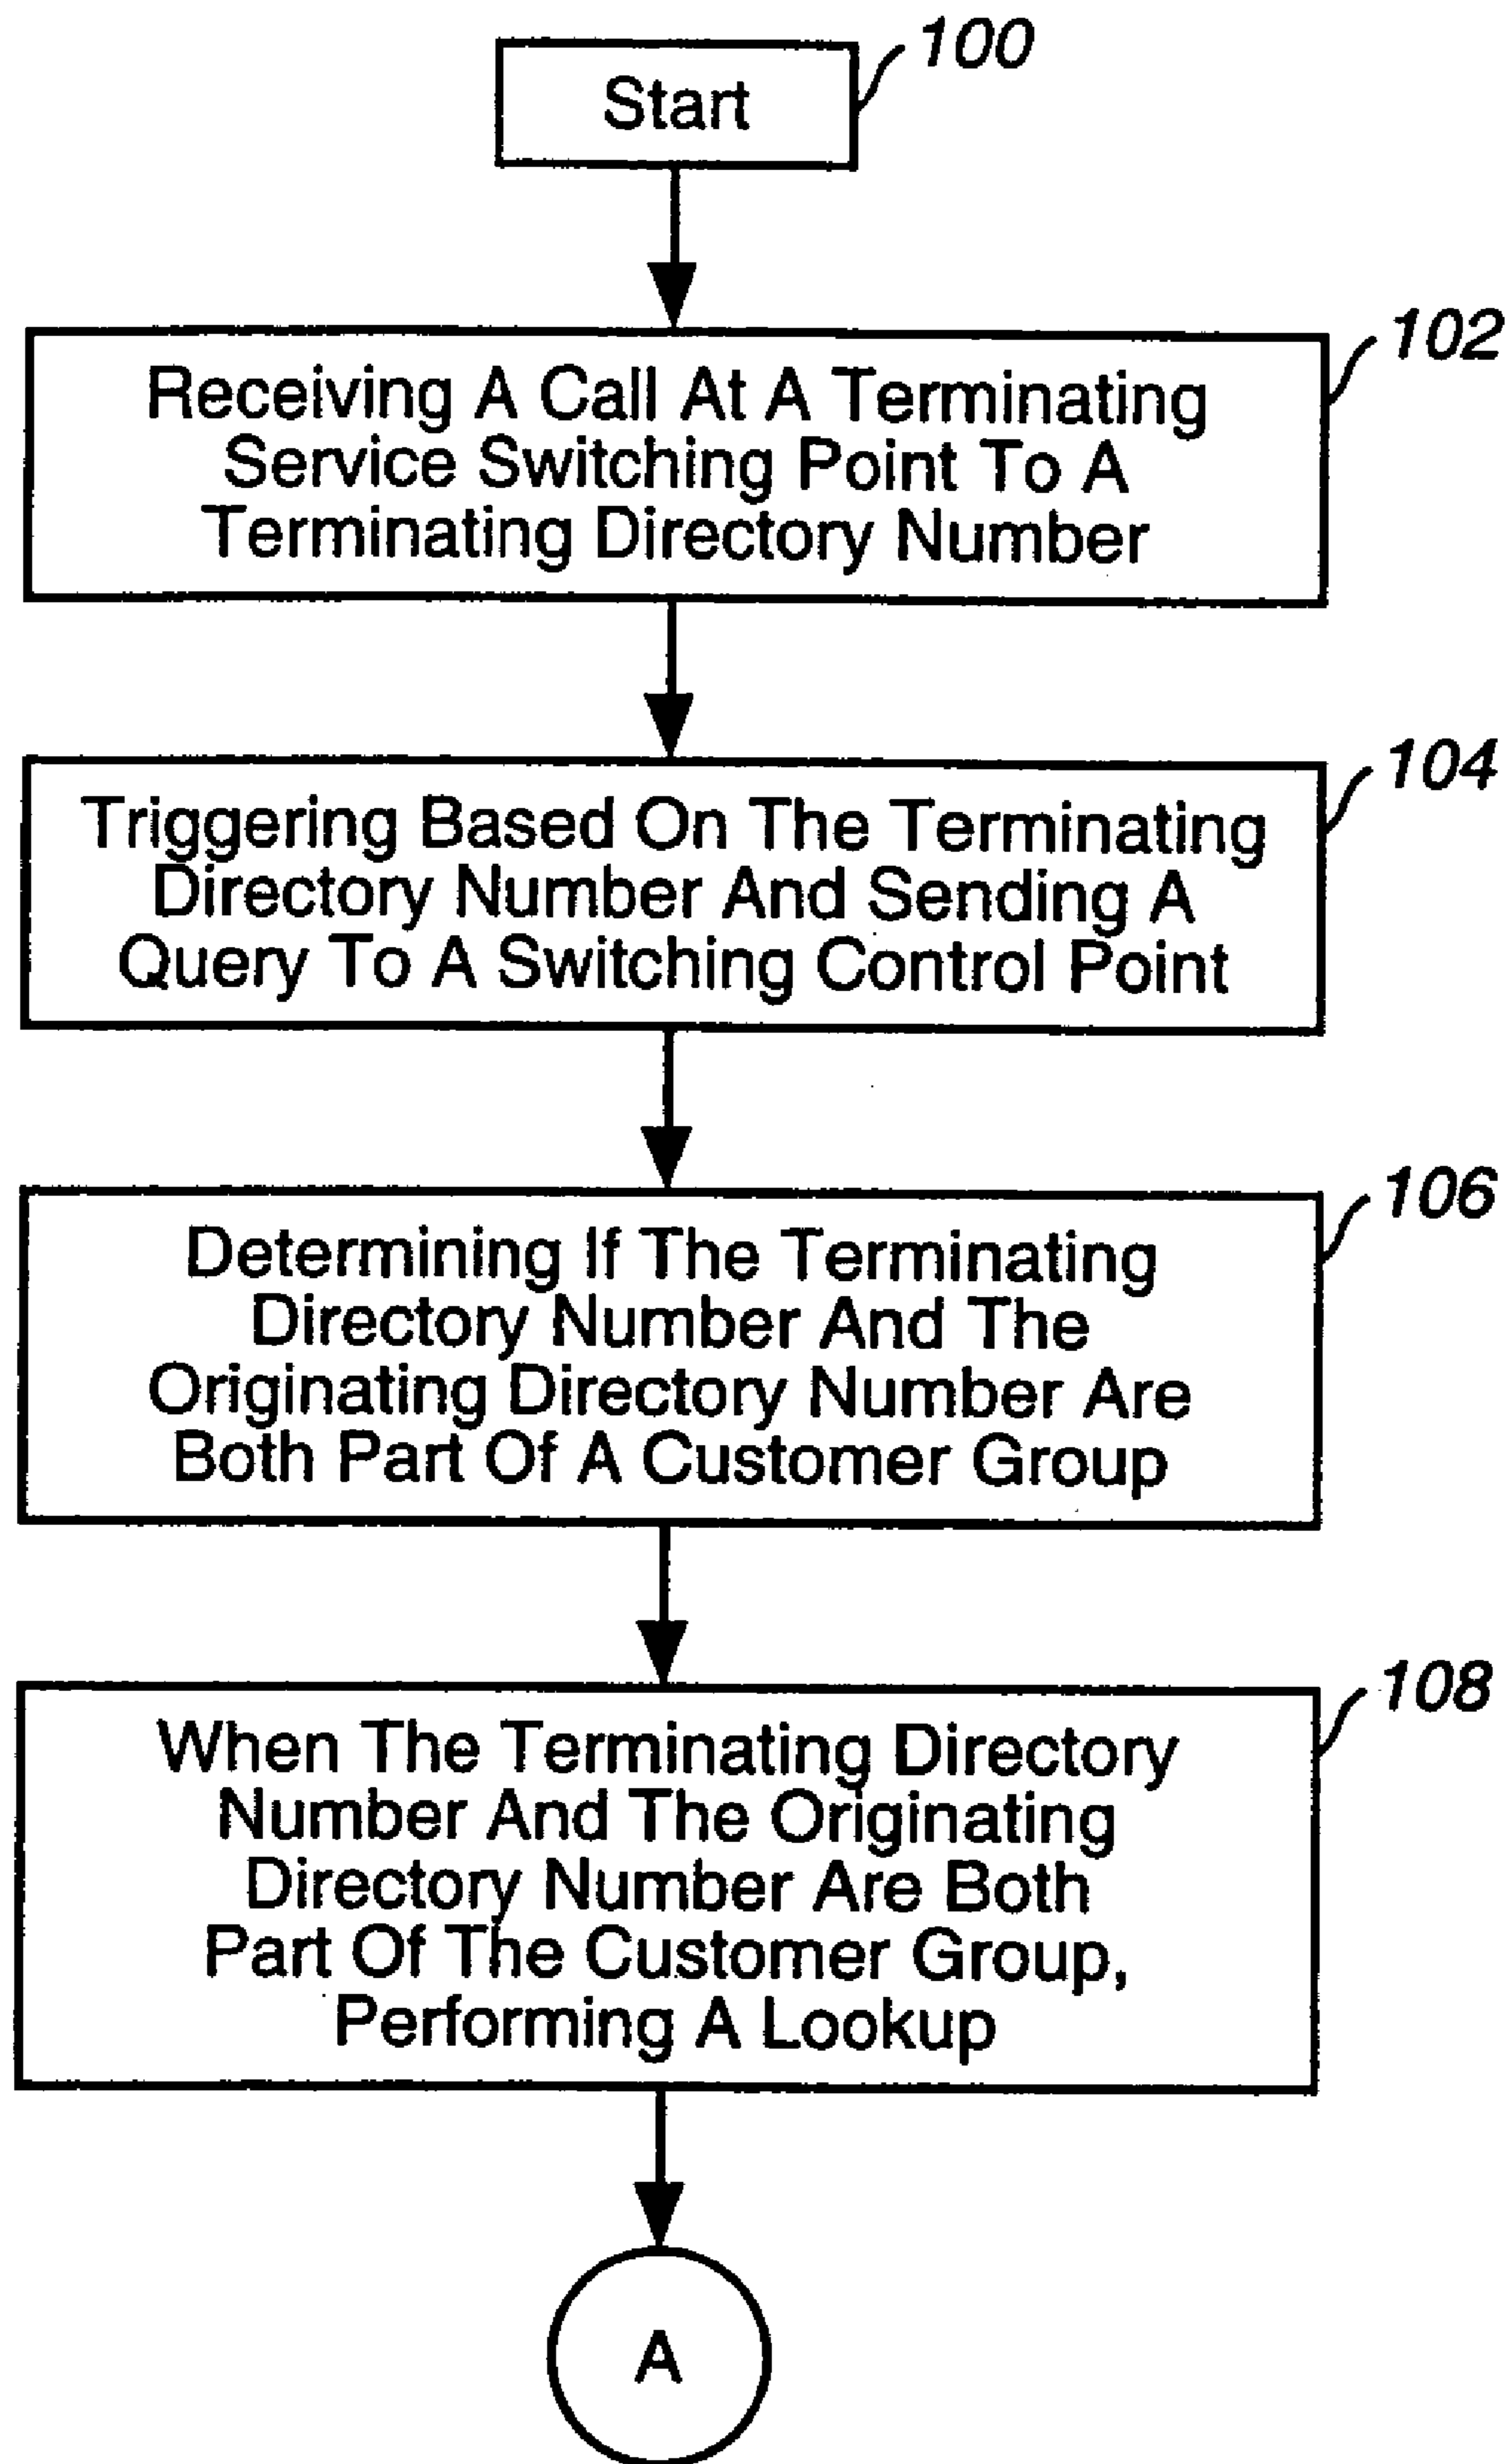 Start
100
Receiving A Call At A Terminating
Service Switching Point To A
Terminating Directory Number
102
Triggering Based On The Terminating
Directory Number And Sending A
Query To A Switching Control Point
104
Determining If The Terminating
Directory Number And The
Originating Directory Number Are
Both Part Of A Customer Group
106
When The Terminating Directory
Number And The Originating
Directory Number Are Both
Part Of The Customer Group,
Performing A Lookup
108
A